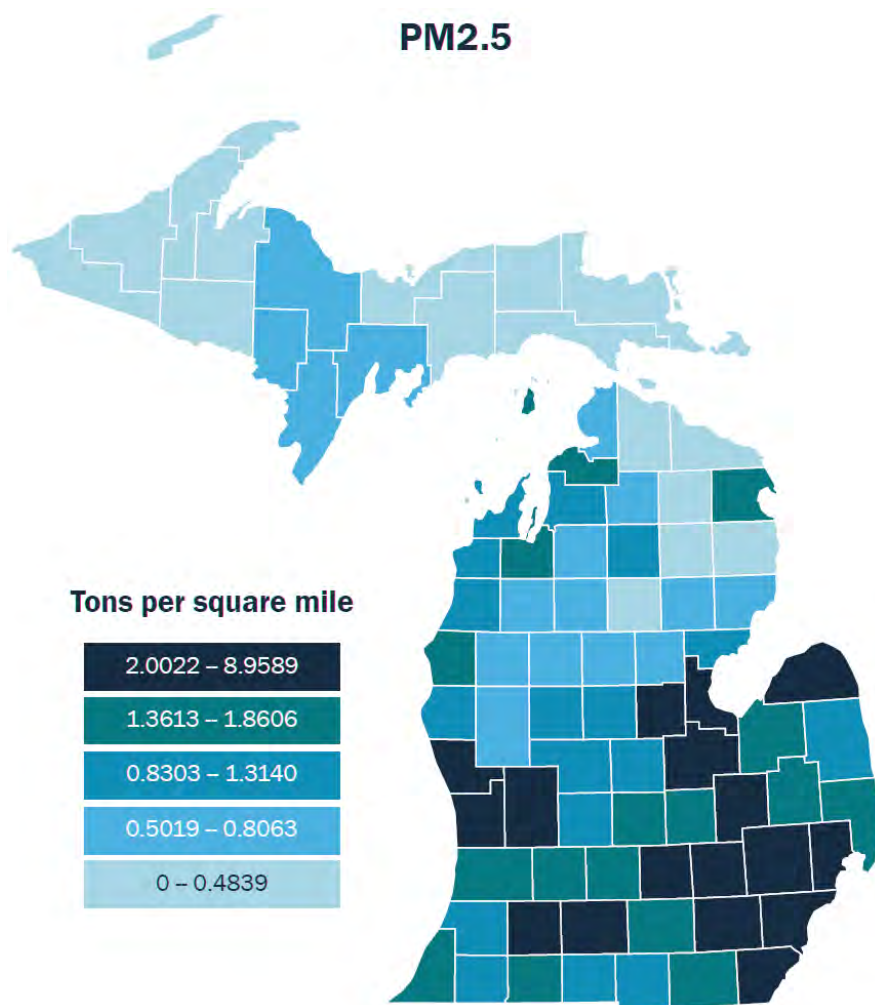 PM2.5
Tons per square mile
2.0022 – 8.9589
1.3613 – 1.8606
0.8303 – 1.3140
0.5019 – 0.8063
0 – 0.4839